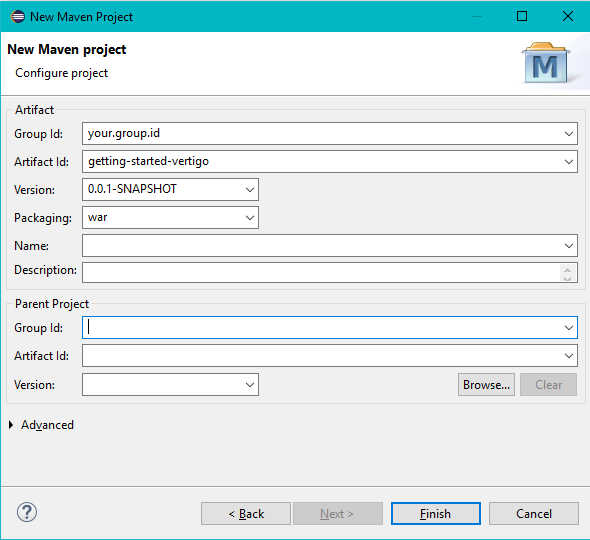 New Maven Project
New Maven project
Configure project
M
Artifact
Group Id: your.group.id
Artifact Id: getting-started-vertigo
Version: 0.0.1-SNAPSHOT
Packaging: war
Name:
Description:
Parent Project
Group Id:
Artifact Id:
Version: Browse... Clear
Advanced
? < Back Next > Finish Cancel